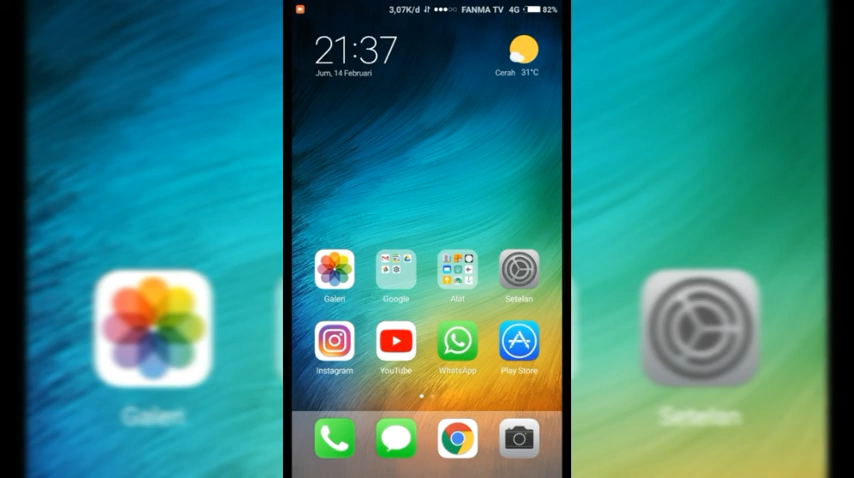 3,07K/d FANMA TV 4G 82%
21:37
Jum, 14 Februari
Cerah 31°C
Galeri Google Alat Setelan
Instagram YouTube WhatsApp Play Store
Galeri
Setelan